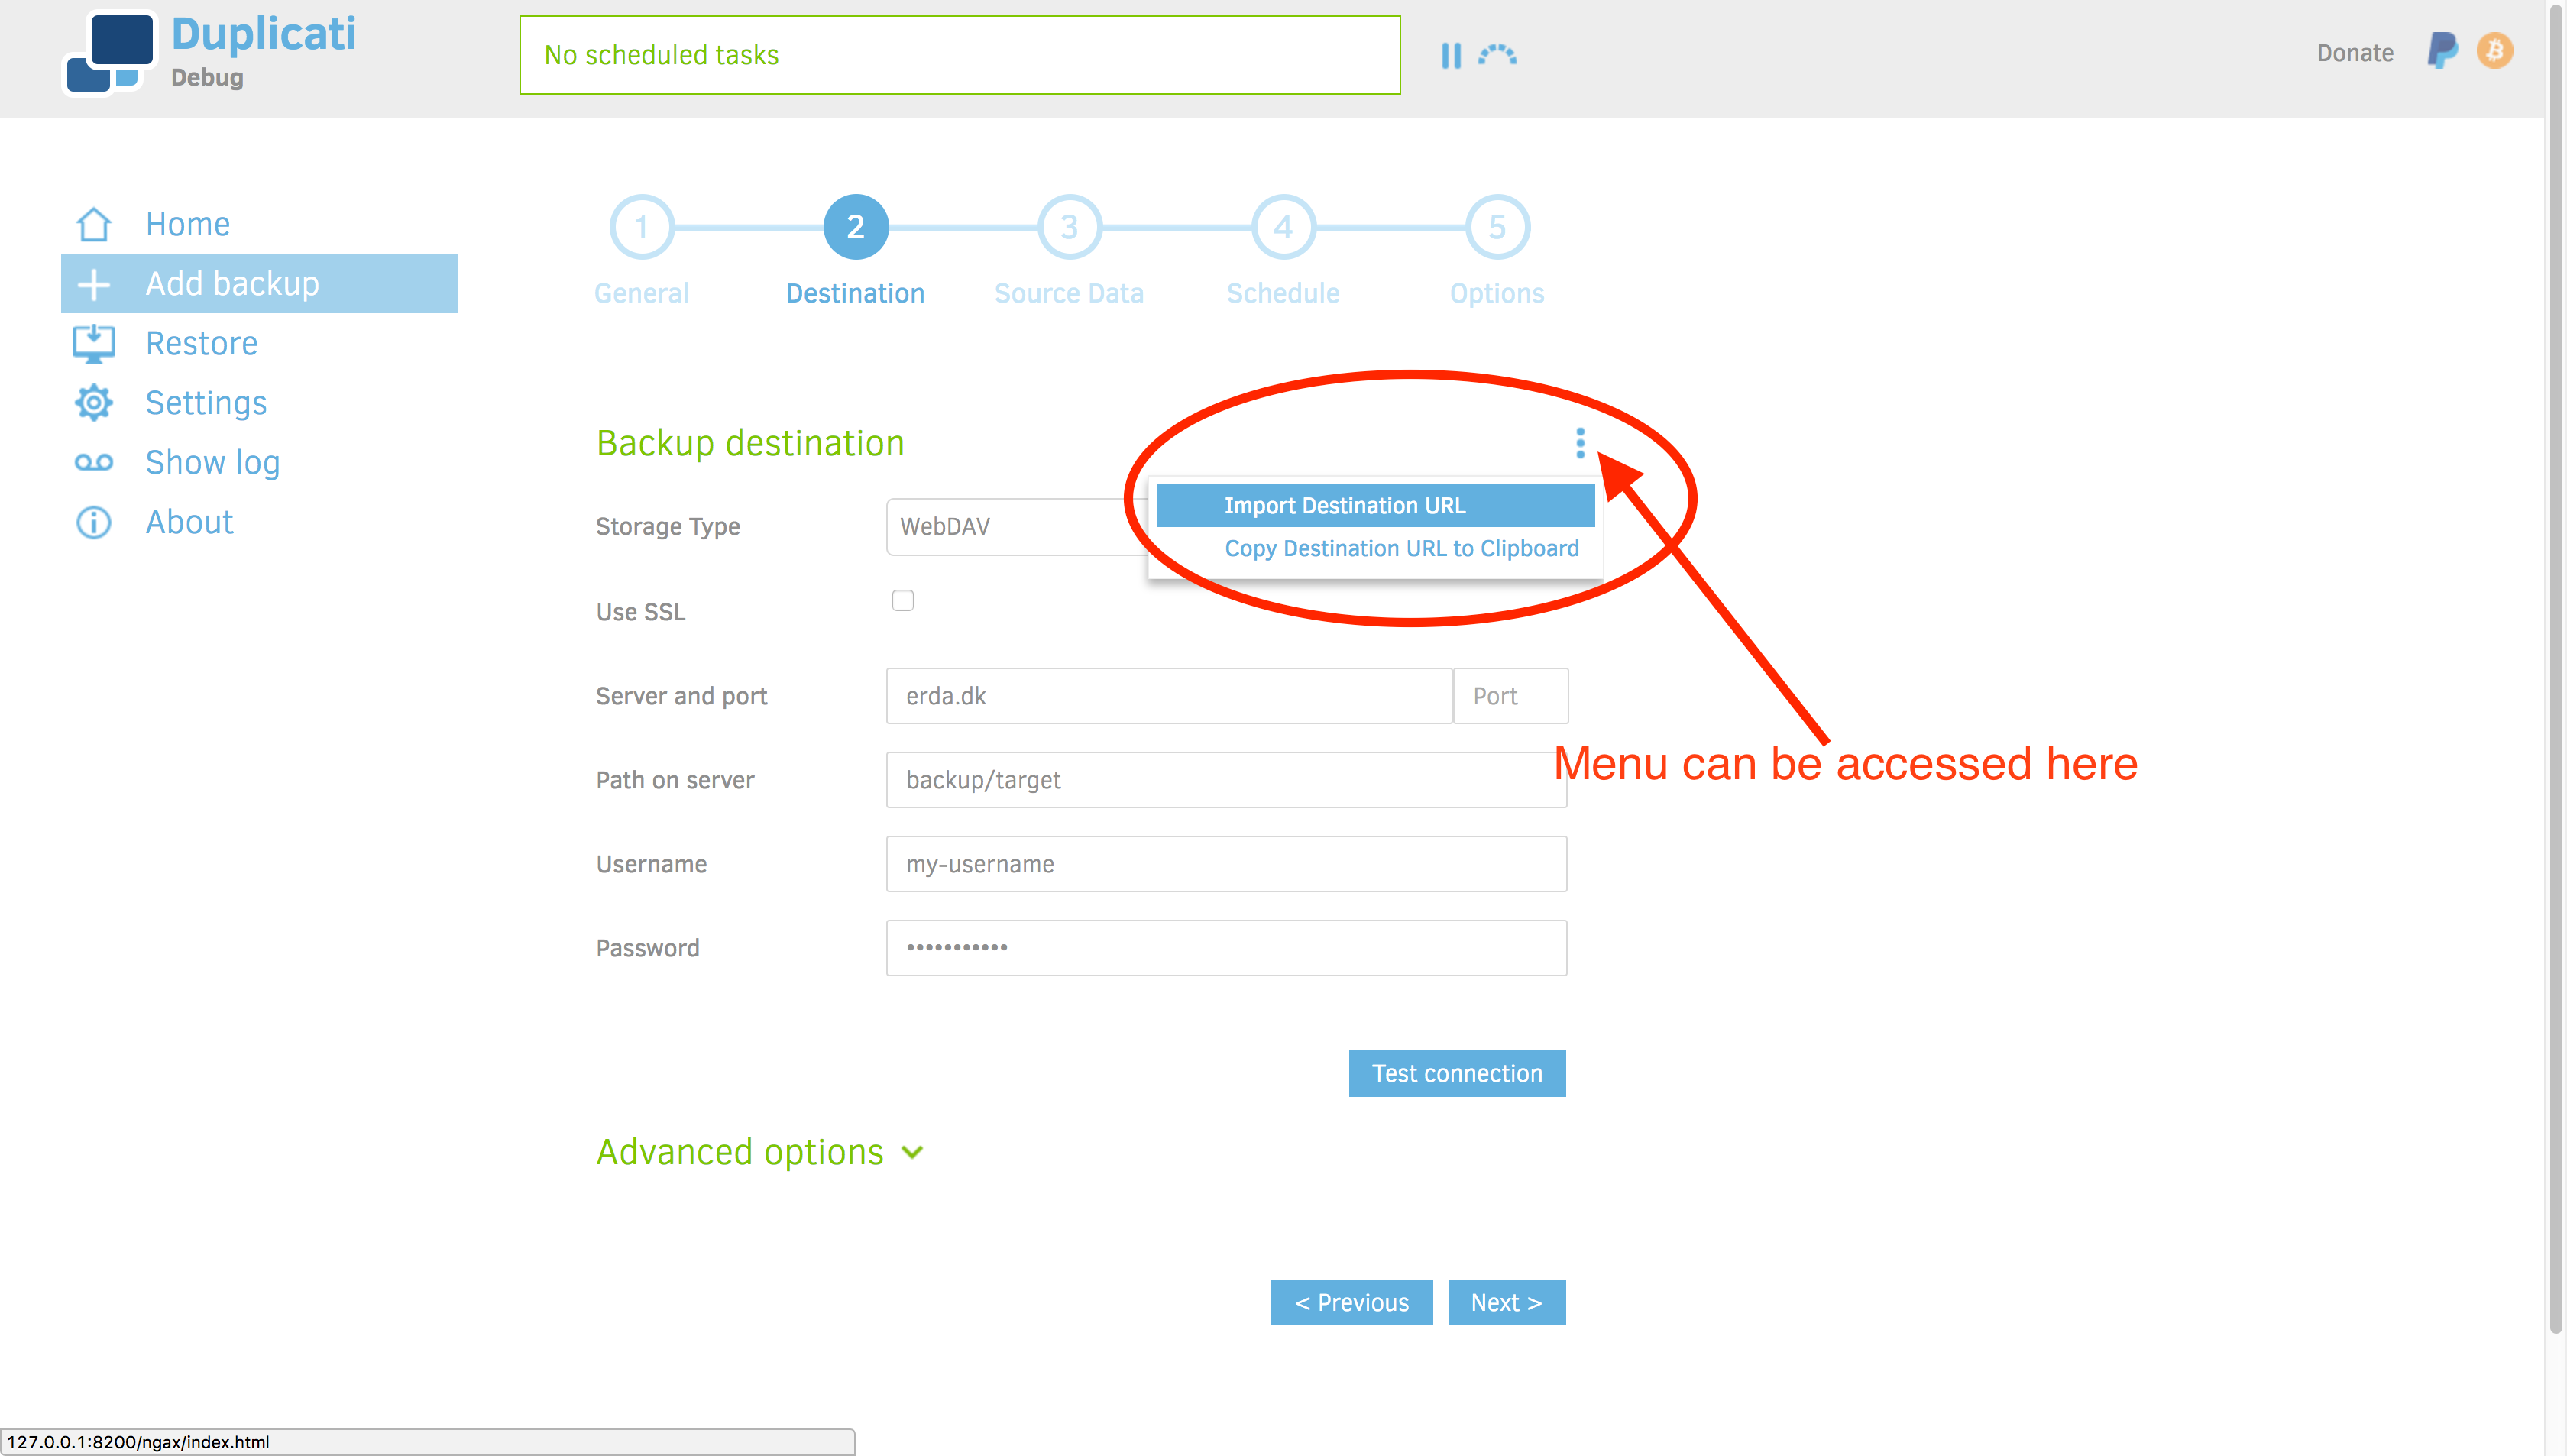 Duplicati
Debug
No scheduled tasks
Donate
Home
Add backup
Restore
Settings
Show log
About
1
2
3
4
5
General
Destination
Source Data
Schedule
Options
Backup destination
Import Destination URL
Copy Destination URL to Clipboard
Storage Type
WebDAV
Use SSL
Server and port
erda.dk
Port
Menu can be accessed here
Path on server
backup/target
Username
my-username
Password
•••••••••••
Test connection
Advanced options
< Previous
Next >
127.0.0.1:8200/ngax/index.html